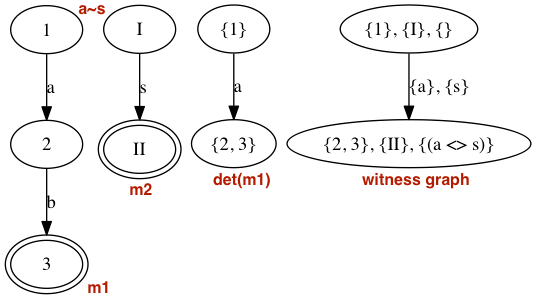 a~s
1
I
{1}
{1}, {I}, {}
a
s
a
{a}, {s}
2
II
{2, 3}
{2, 3}, {II}, {(a <> s)}
m2
det(m1)
witness graph
b
3
m1